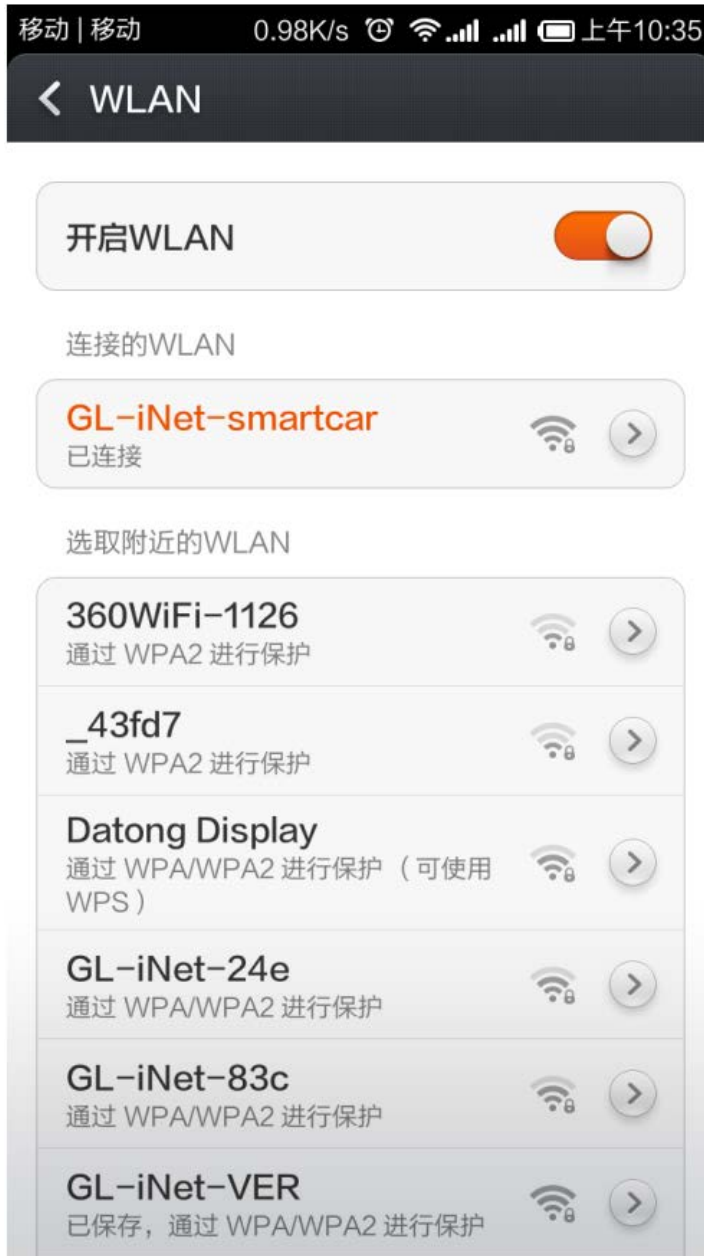 移动 | 移动 0.98K/s 上午10:35
WLAN
开启WLAN
连接的WLAN
GL-iNet-smartcar
已连接
选取附近的WLAN
360WiFi-1126
通过 WPA2 进行保护
_43fd7
通过 WPA2 进行保护
Datong Display
通过 WPA/WPA2 进行保护（可使用
WPS）
GL-iNet-24e
通过 WPA/WPA2 进行保护
GL-iNet-83c
通过 WPA/WPA2 进行保护
GL-iNet-VER
已保存，通过 WPA/WPA2 进行保护